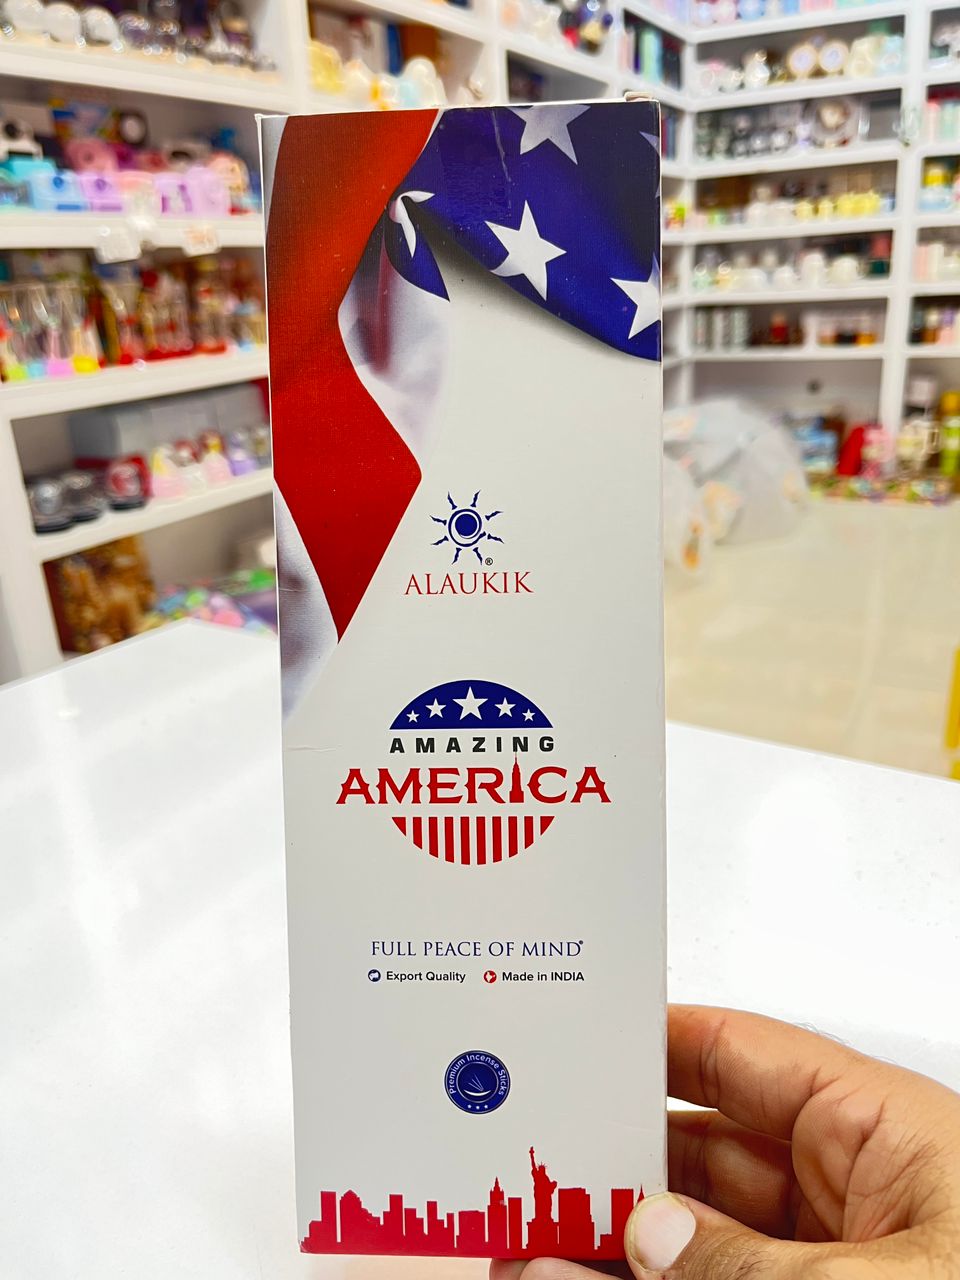 ®
ALAUKIK
AMAZING
AMERICA
FULL PEACE OF MIND®
Export Quality Made in INDIA
Premium Incense Sticks